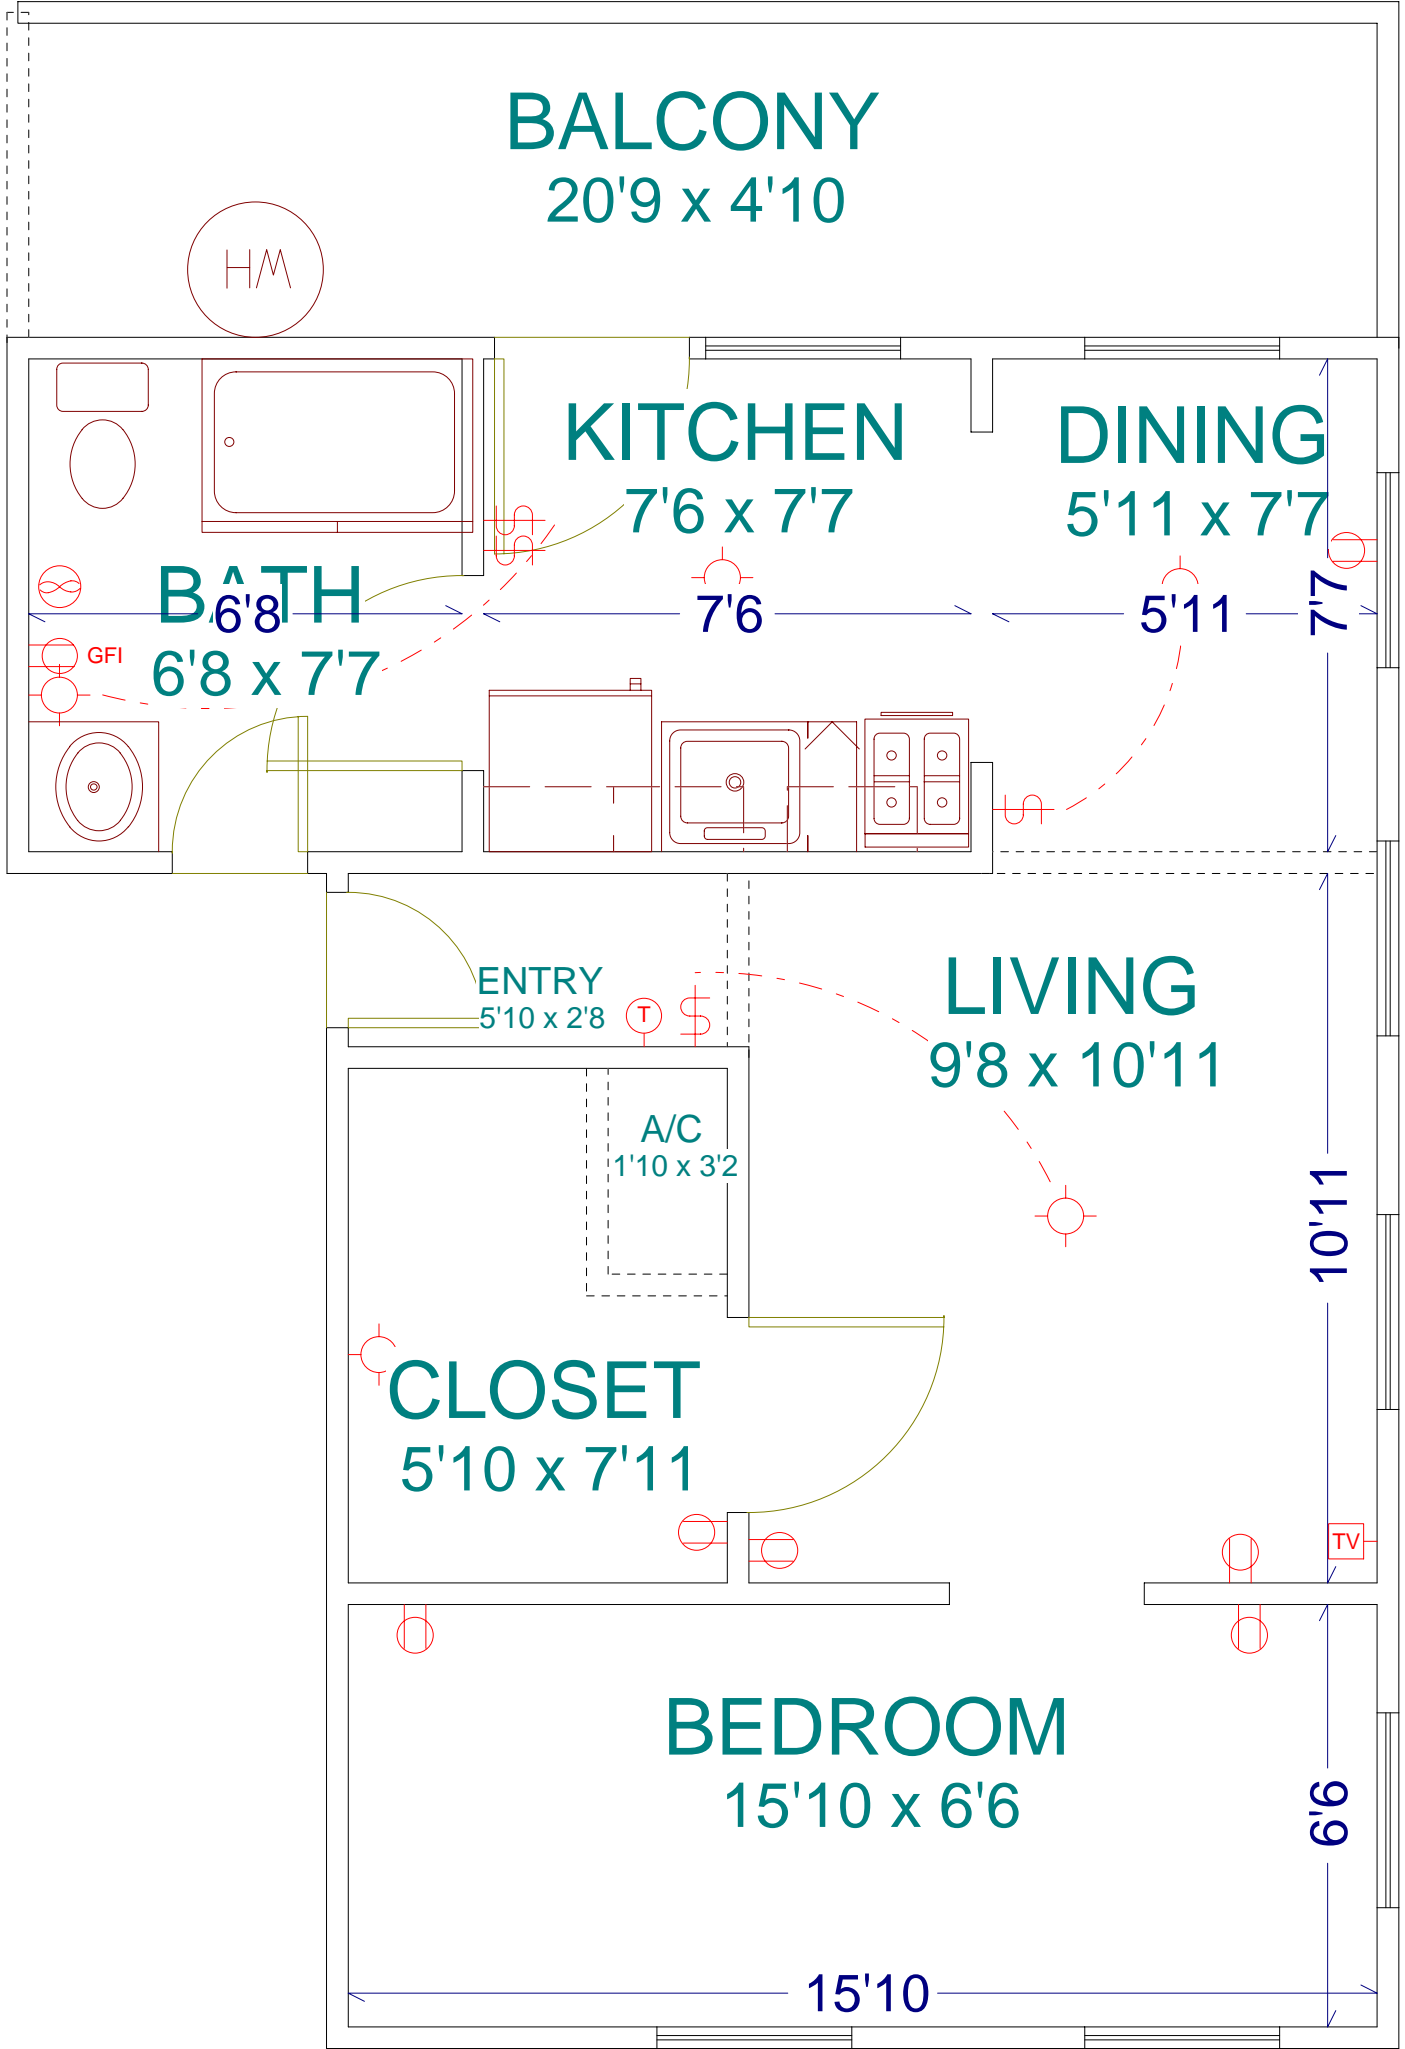 BALCONY
20'9 x 4'10
WH
KITCHEN
7'6 x 7'7
DINING
5'11 x 7'7
BATH
6'8
7'6
5'11
7'7
GFI
6'8 x 7'7
ENTRY
5'10 x 2'8
T
LIVING
9'8 x 10'11
A/C
1'10 x 3'2
10'11
CLOSET
5'10 x 7'11
TV
BEDROOM
15'10 x 6'6
6'6
15'10